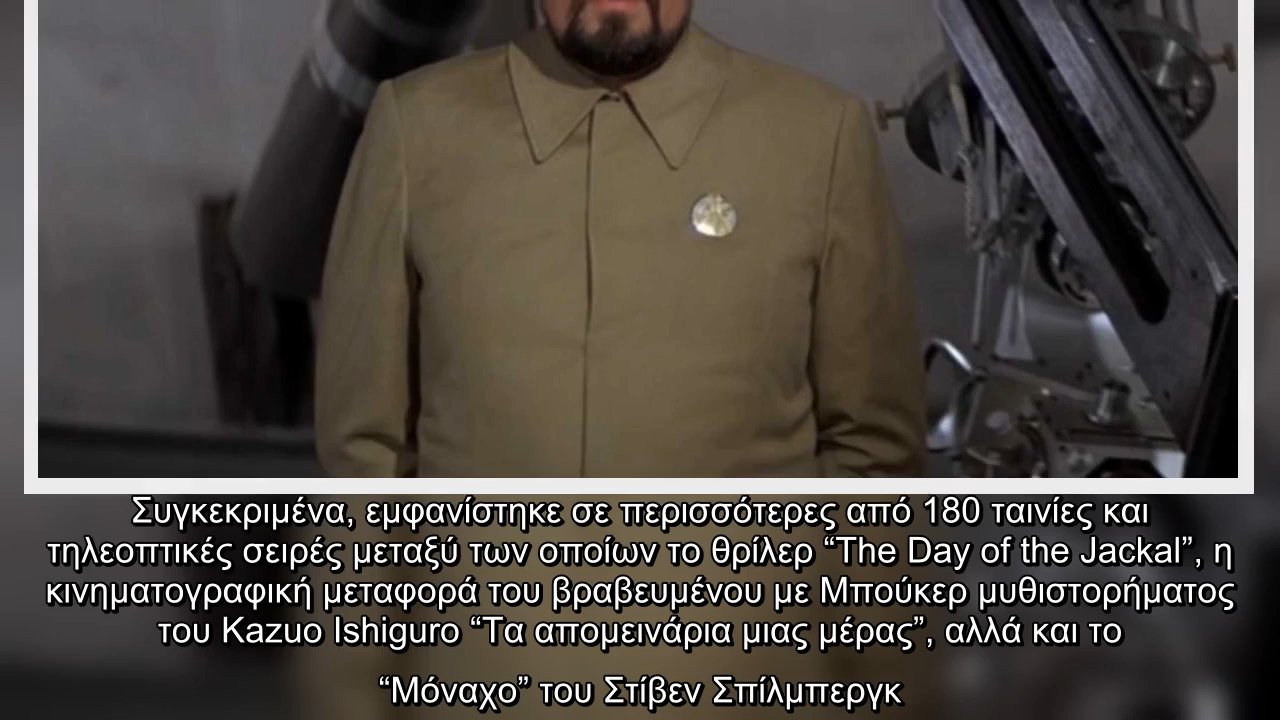 Συγκεκριμένα, εμφανίστηκε σε περισσότερες από 180 ταινίες και
τηλεοπτικές σειρές μεταξύ των οποίων το θρίλερ “The Day of the Jackal”, η
κινηματογραφική μεταφορά του βραβευμένου με Μπούκερ μυθιστορήματος
του Kazuo Ishiguro “Τα απομεινάρια μιας μέρας”, αλλά και το
“Μόναχο” του Στίβεν Σπίλμπεργκ